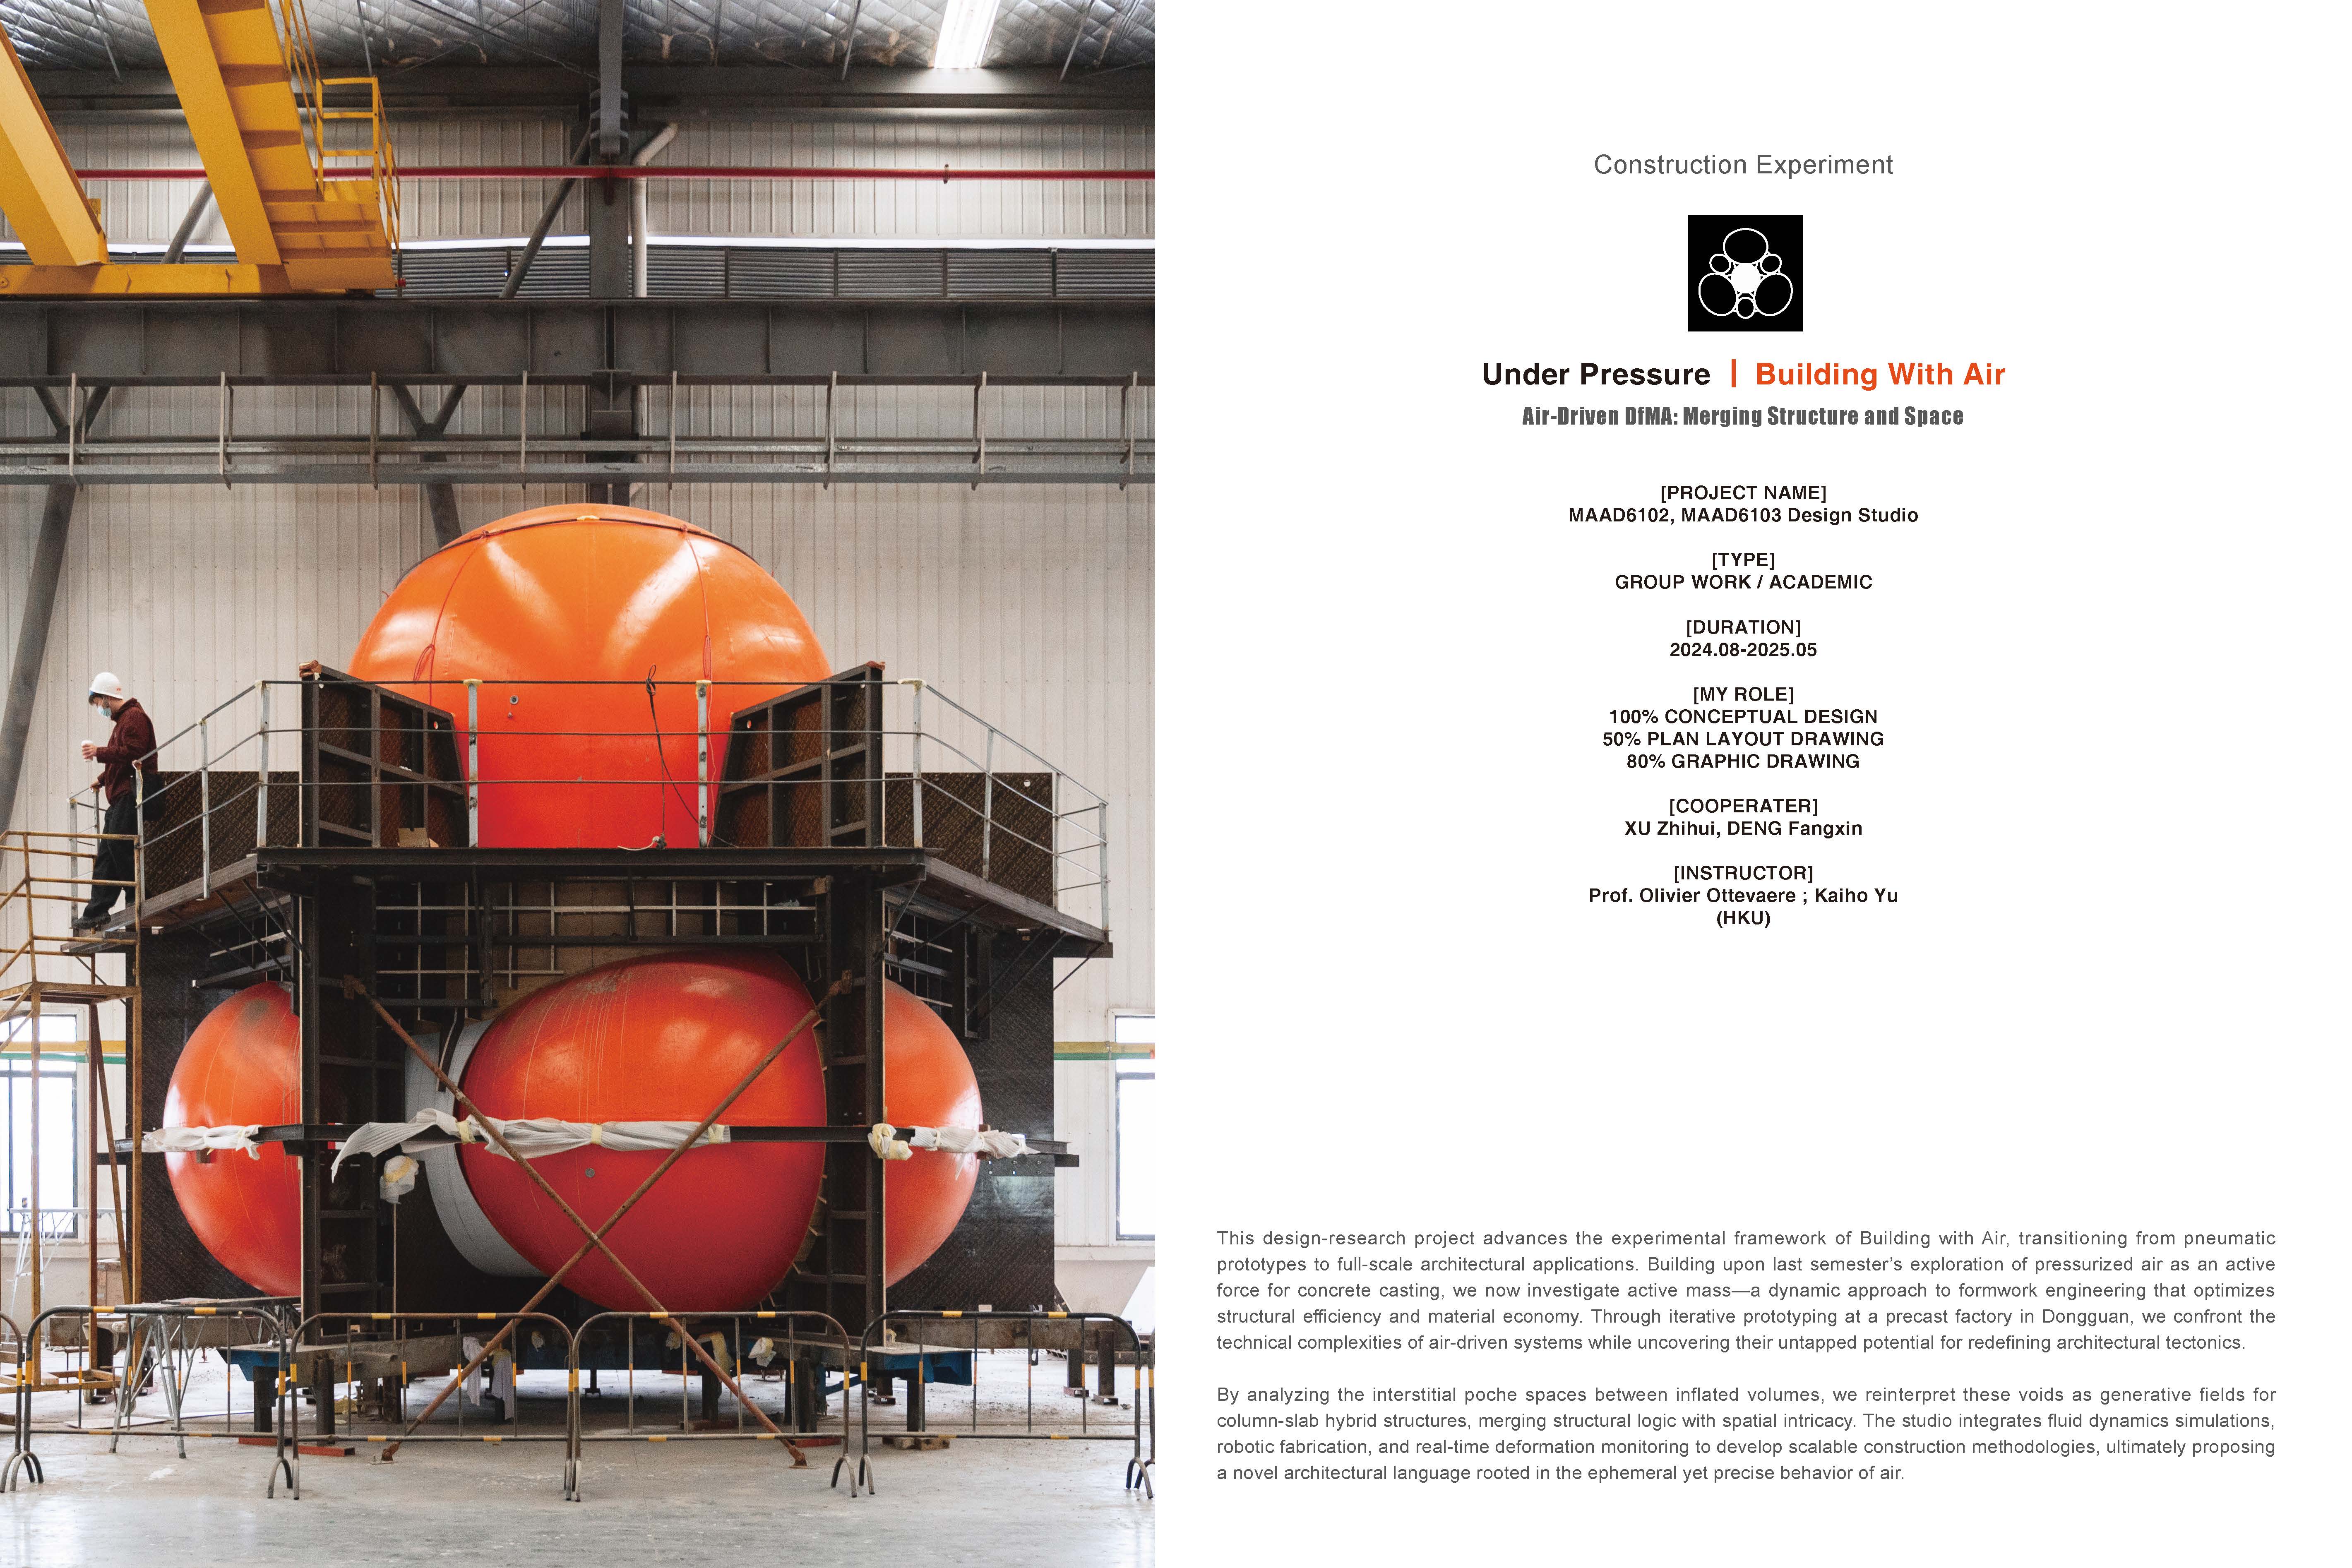 Construction Experiment
Under Pressure | Building With Air
Air-Driven DfMA: Merging Structure and Space
[PROJECT NAME]
MAAD6102, MAAD6103 Design Studio
[TYPE]
GROUP WORK / ACADEMIC
[DURATION]
2024.08-2025.05
[MY ROLE]
100% CONCEPTUAL DESIGN
50% PLAN LAYOUT DRAWING
80% GRAPHIC DRAWING
[COOPERATER]
XU Zhihui, DENG Fangxin
[INSTRUCTOR]
Prof. Olivier Ottevaere ; Kaiho Yu
(HKU)
This design-research project advances the experimental framework of Building with Air, transitioning from pneumatic
prototypes to full-scale architectural applications. Building upon last semester’s exploration of pressurized air as an active
force for concrete casting, we now investigate active mass—a dynamic approach to formwork engineering that optimizes
structural efficiency and material economy. Through iterative prototyping at a precast factory in Dongguan, we confront the
technical complexities of air-driven systems while uncovering their untapped potential for redefining architectural tectonics.
By analyzing the interstitial poche spaces between inflated volumes, we reinterpret these voids as generative fields for
column-slab hybrid structures, merging structural logic with spatial intricacy. The studio integrates fluid dynamics simulations,
robotic fabrication, and real-time deformation monitoring to develop scalable construction methodologies, ultimately proposing
a novel architectural language rooted in the ephemeral yet precise behavior of air.